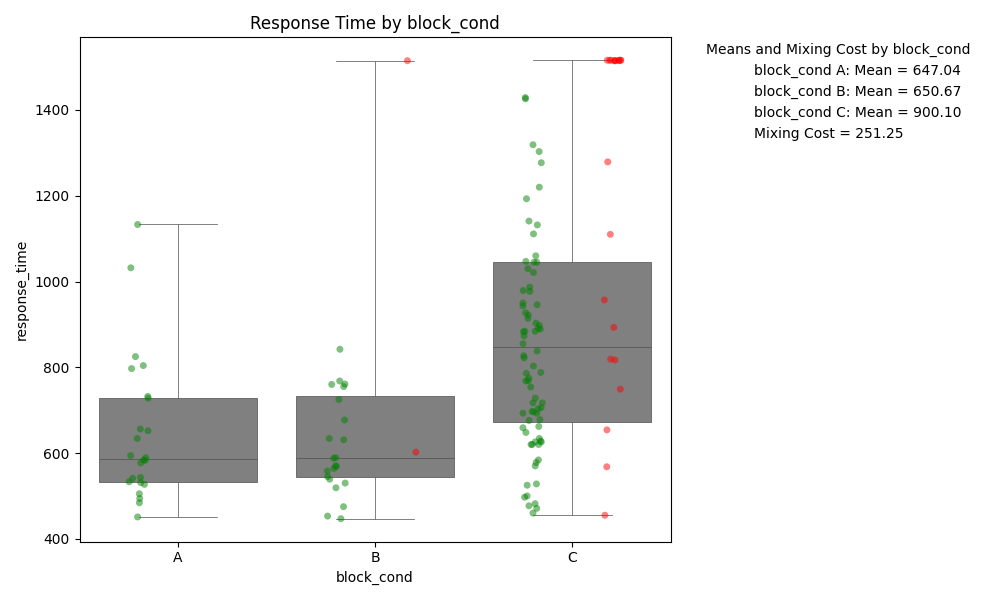 Response Time by block_cond
Means and Mixing Cost by block_cond
block_cond A: Mean = 647.04
block_cond B: Mean = 650.67
block_cond C: Mean = 900.10
Mixing Cost = 251.25
response_time
1400
1200
1000
800
600
400
A B C
block_cond